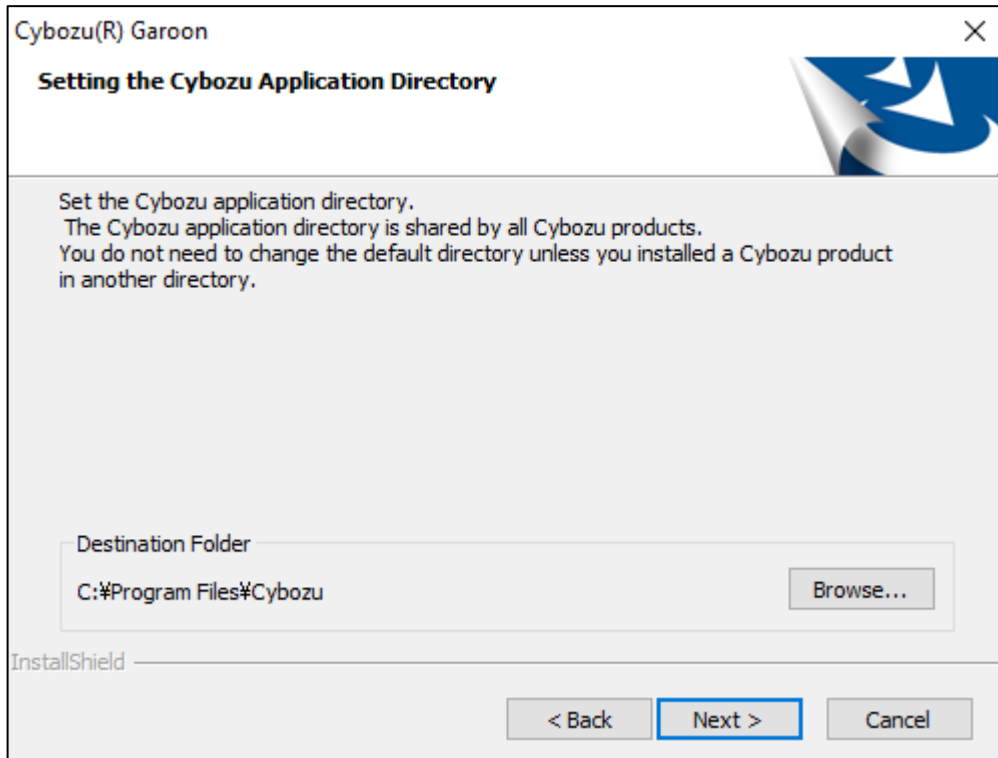 Cybozu(R) Garoon
Setting the Cybozu Application Directory
Set the Cybozu application directory.
The Cybozu application directory is shared by all Cybozu products.
You do not need to change the default directory unless you installed a Cybozu product
in another directory.
Destination Folder
C:¥Program Files¥Cybozu
Browse...
InstallShield
< Back
Next >
Cancel